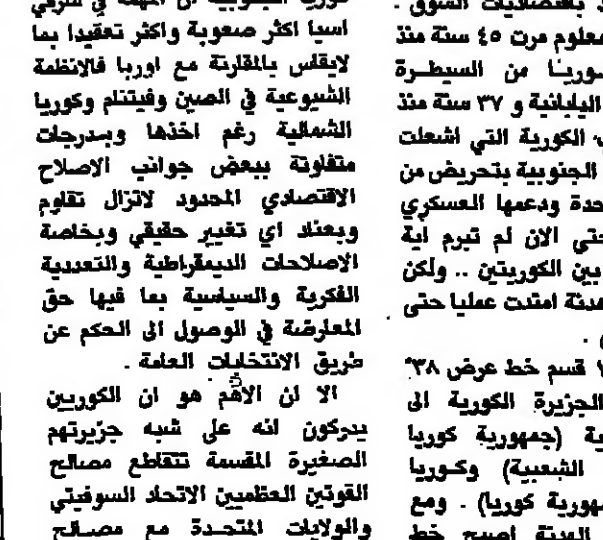 باقتصاديات السوق .
معلوم مرت ٤٥ سنة منذ
سوريا من السيطرة
اليابانية و ٣٧ سنة منذ
الكورية التي اشعلت
الجنوبية بتحريض من
حدة ودعمها العسكري
حتى الان لم تبرم اية
بين الكوريتين .. ولكن
هدنة امتدت عمليا حتى
قسم خط عرض ٣٨
الجزيرة الكورية الى
ية (جمهورية كوريا
الشعبية) وكوريا
مهورية كوريا) . ومع
الهدنة اصبح خط
كوريا الجنوبية ان المهمة في شرقي
اسيا اكثر صعوبة واكثر تعقيدا بما
لايقاس بالمقارنة مع اوربا فالانظمة
الشيوعية في الصين وفيتنام وكوريا
الشمالية رغم اخذها وبدرجات
متفاوتة ببعض جوانب الاصلاح
الاقتصادي المحدود لاتزال تقاوم
وبعناد اي تغيير حقيقي وبخاصة
الاصلاحات الديمقراطية والتعددية
الفكرية والسياسية بما فيها حق
المعارضة في الوصول الى الحكم عن
طريق الانتخابات العامة .
الا ان الاهم هو ان الكوريين
يدركون انه على شبه جزيرتهم
الصغيرة المقسمة تتقاطع مصالح
القوتين العظميين الاتحاد السوفيتي
والولايات المتحدة مع مصالح